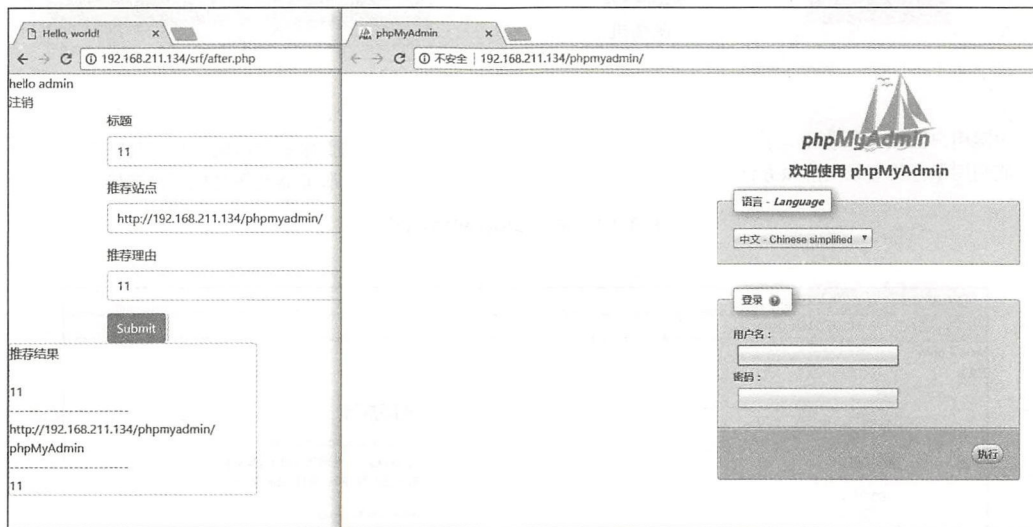 Hello, world!
192.168.211.134/srf/after.php
hello admin
注销
标题
11
推荐站点
http://192.168.211.134/phpmyadmin/
推荐理由
11
Submit
推荐结果
11
------------------------------
http://192.168.211.134/phpmyadmin/
phpMyAdmin
------------------------------
11
phpMyAdmin
不安全 | 192.168.211.134/phpmyadmin/
phpMyAdmin
欢迎使用 phpMyAdmin
语言 - Language
中文 - Chinese simplified
登录
用户名：
密码：
执行